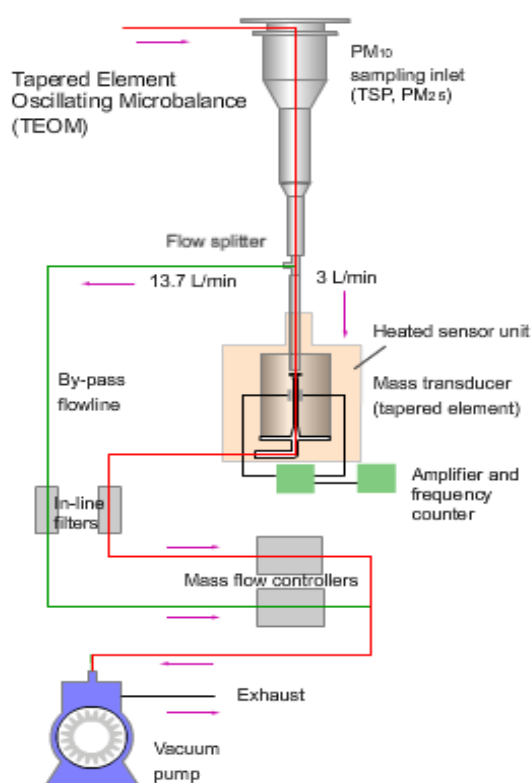 PM10
sampling inlet
(TSP, PM2.5)
Tapered Element
Oscillating Microbalance
(TEOM)
Flow splitter
13.7 L/min
3 L/min
Heated sensor unit
By-pass
flowline
Mass transducer
(tapered element)
In-line
filters
Amplifier and
frequency
counter
Mass flow controllers
Exhaust
Vacuum
pump